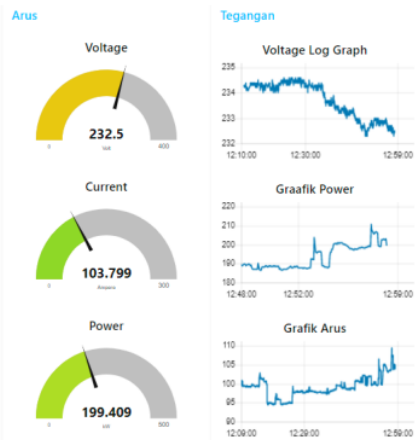 Arus
Voltage
232.5
Volt
0
400
Current
103.799
Ampere
0
300
Power
199.409
kW
0
500
Tegangan
Voltage Log Graph
235
234
233
232
12:10:00
12:30:00
12:59:00
Graafik Power
220
210
200
190
180
12:48:00
12:52:00
12:59:00
Grafik Arus
110
105
100
95
90
12:09:00
12:29:00
12:59:00